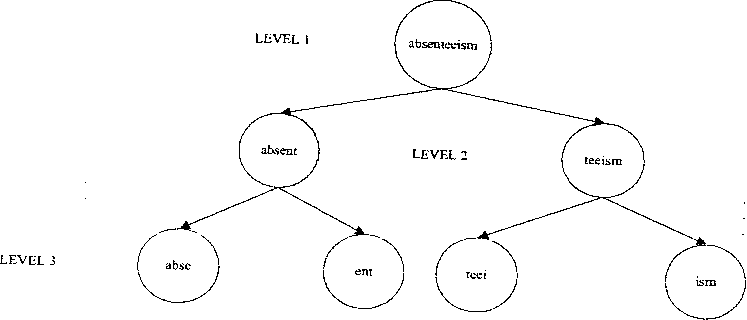 LEVEL 1
absenteeism
absent
LEVEL 2
teeism
LEVEL 3
abse
ent
teei
ism